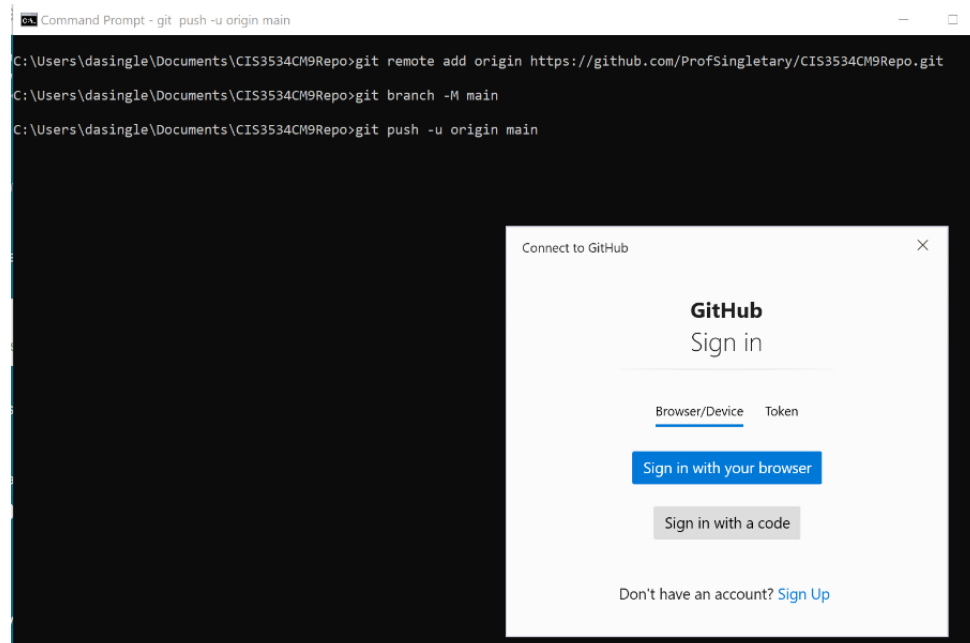 Command Prompt - git push -u origin main
C:\Users\dasingle\Documents\CIS3534CM9Repo>git remote add origin https://github.com/ProfSingletary/CIS3534CM9Repo.git
C:\Users\dasingle\Documents\CIS3534CM9Repo>git branch -M main
C:\Users\dasingle\Documents\CIS3534CM9Repo>git push -u origin main
Connect to GitHub
GitHub
Sign in
Browser/Device Token
Sign in with your browser
Sign in with a code
Don't have an account? Sign Up